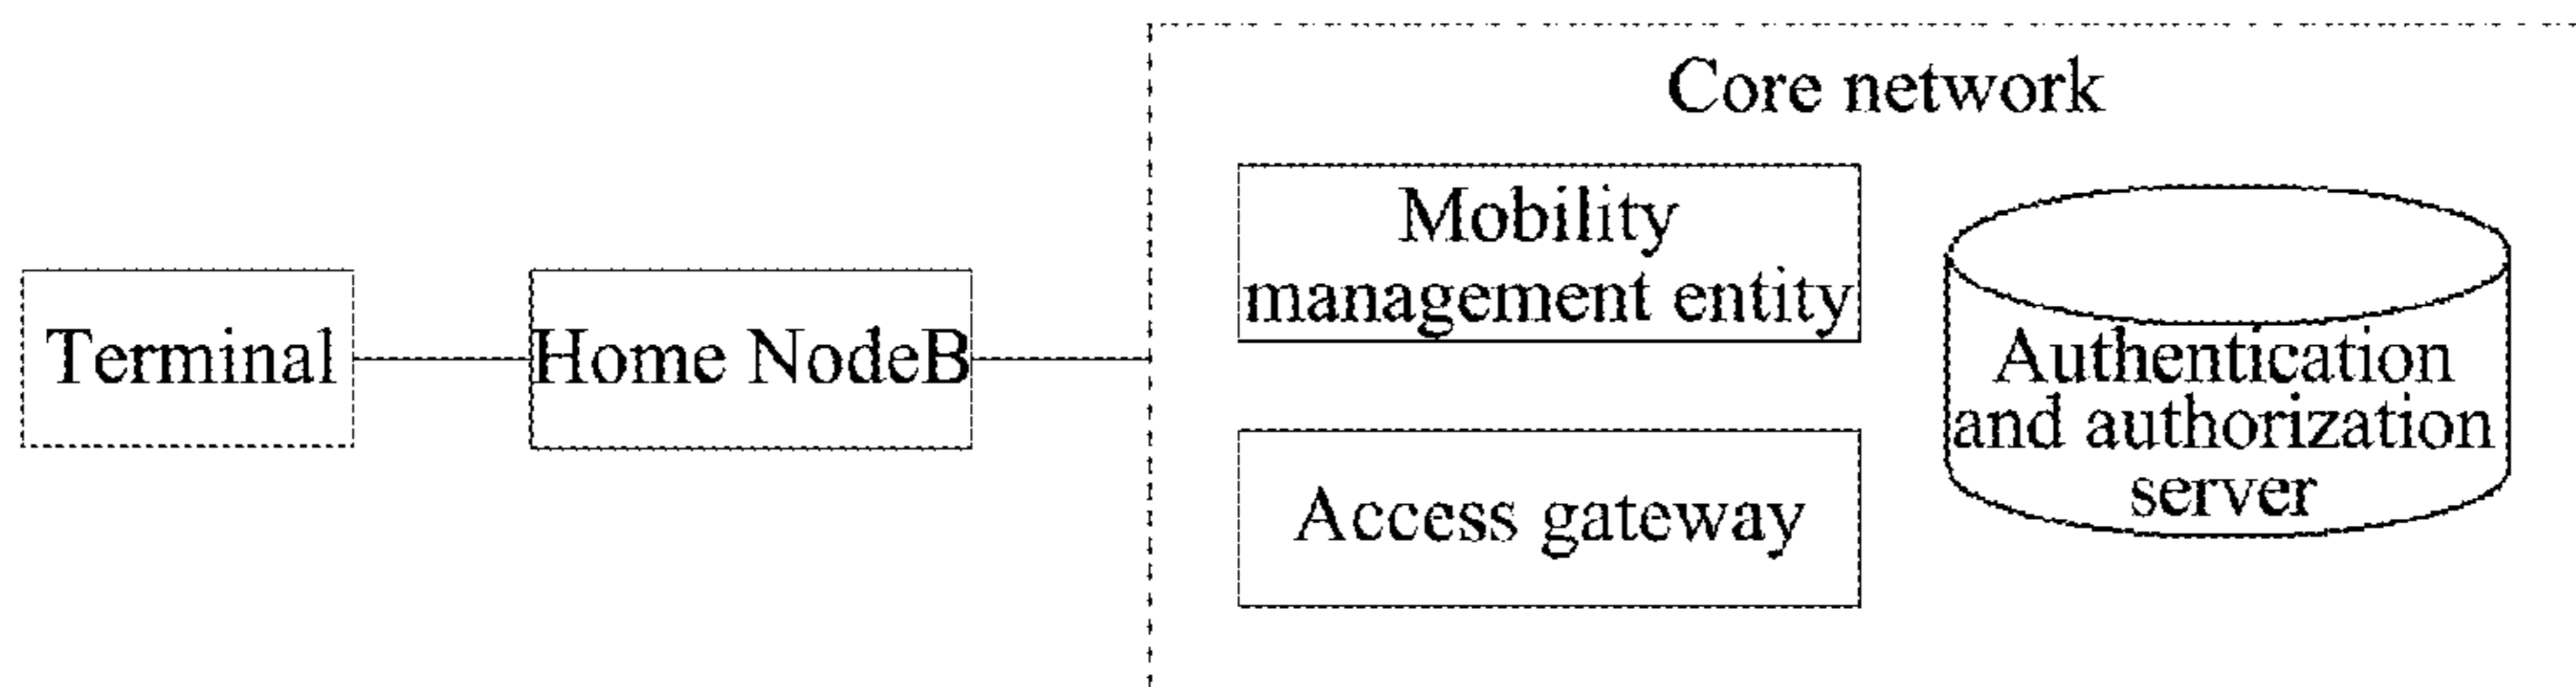 Core network
Mobility
management entity
Terminal
Home NodeB
Authentication
and authorization
server
Access gateway